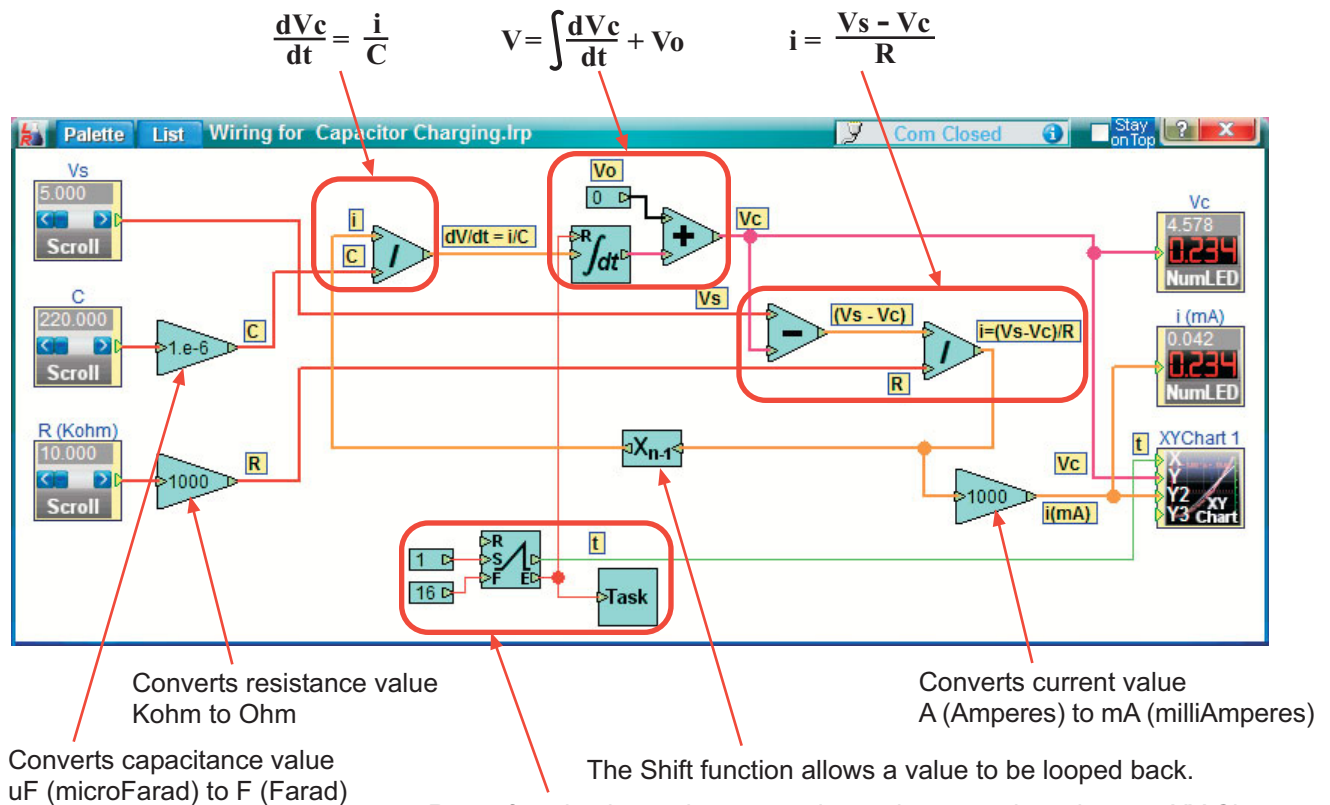 dVc/dt = i/C
V = ∫ dVc/dt + Vo
i = Vs - Vc / R
LR Palette List Wiring for Capacitor Charging.lrp Com Closed i Stay on Top ? X
Vs
5.000
Scroll
C
220.000
Scroll
1.e-6
C
R (Kohm)
10.000
Scroll
1000
R
i
C
/
dV/dt = i/C
Vo
0
R
∫dt
+
Vc
Vs
−
(Vs - Vc)
/
i=(Vs-Vc)/R
R
Xn-1
1000
i(mA)
Vc
t
1
16
R
S
F E
t
Task
Vc
4.578
0.234
NumLED
i (mA)
0.042
0.234
NumLED
XYChart 1
X
Y
Y2 XY
Y3 Chart
Converts resistance value
Kohm to Ohm
Converts current value
A (Amperes) to mA (milliAmperes)
Converts capacitance value
uF (microFarad) to F (Farad)
The Shift function allows a value to be looped back.